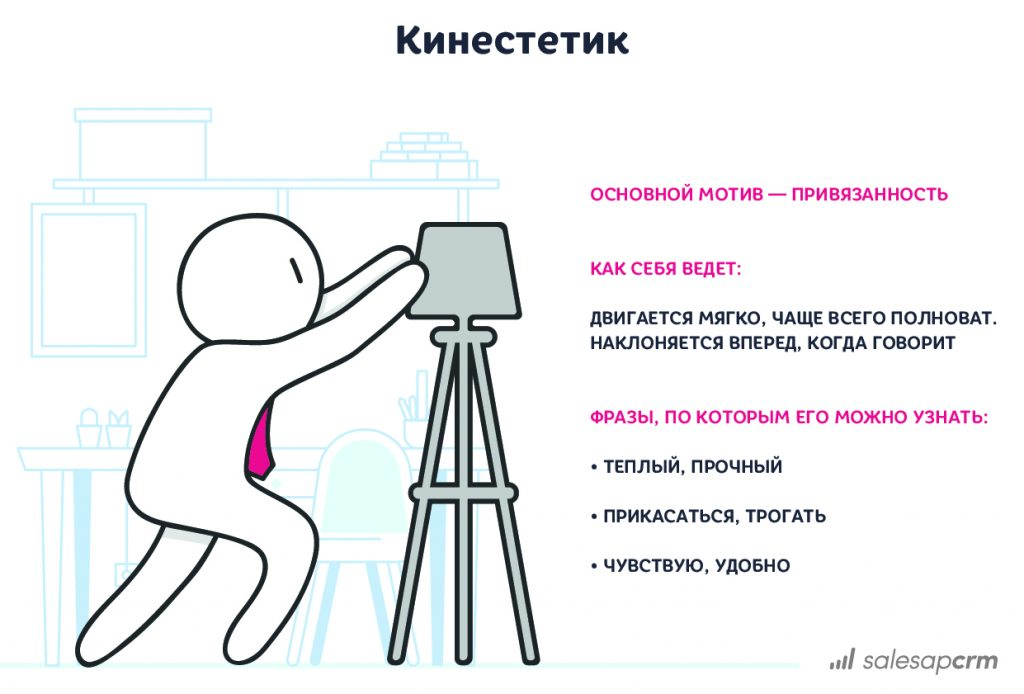 Кинестетик
ОСНОВНОЙ МОТИВ — ПРИВЯЗАННОСТЬ
КАК СЕБЯ ВЕДЕТ:
ДВИГАЕТСЯ МЯГКО, ЧАЩЕ ВСЕГО ПОЛНОВАТ.
НАКЛОНЯЕТСЯ ВПЕРЕД, КОГДА ГОВОРИТ
ФРАЗЫ, ПО КОТОРЫМ ЕГО МОЖНО УЗНАТЬ:
• ТЕПЛЫЙ, ПРОЧНЫЙ
• ПРИКАСАТЬСЯ, ТРОГАТЬ
• ЧУВСТВУЮ, УДОБНО
salesapcrm